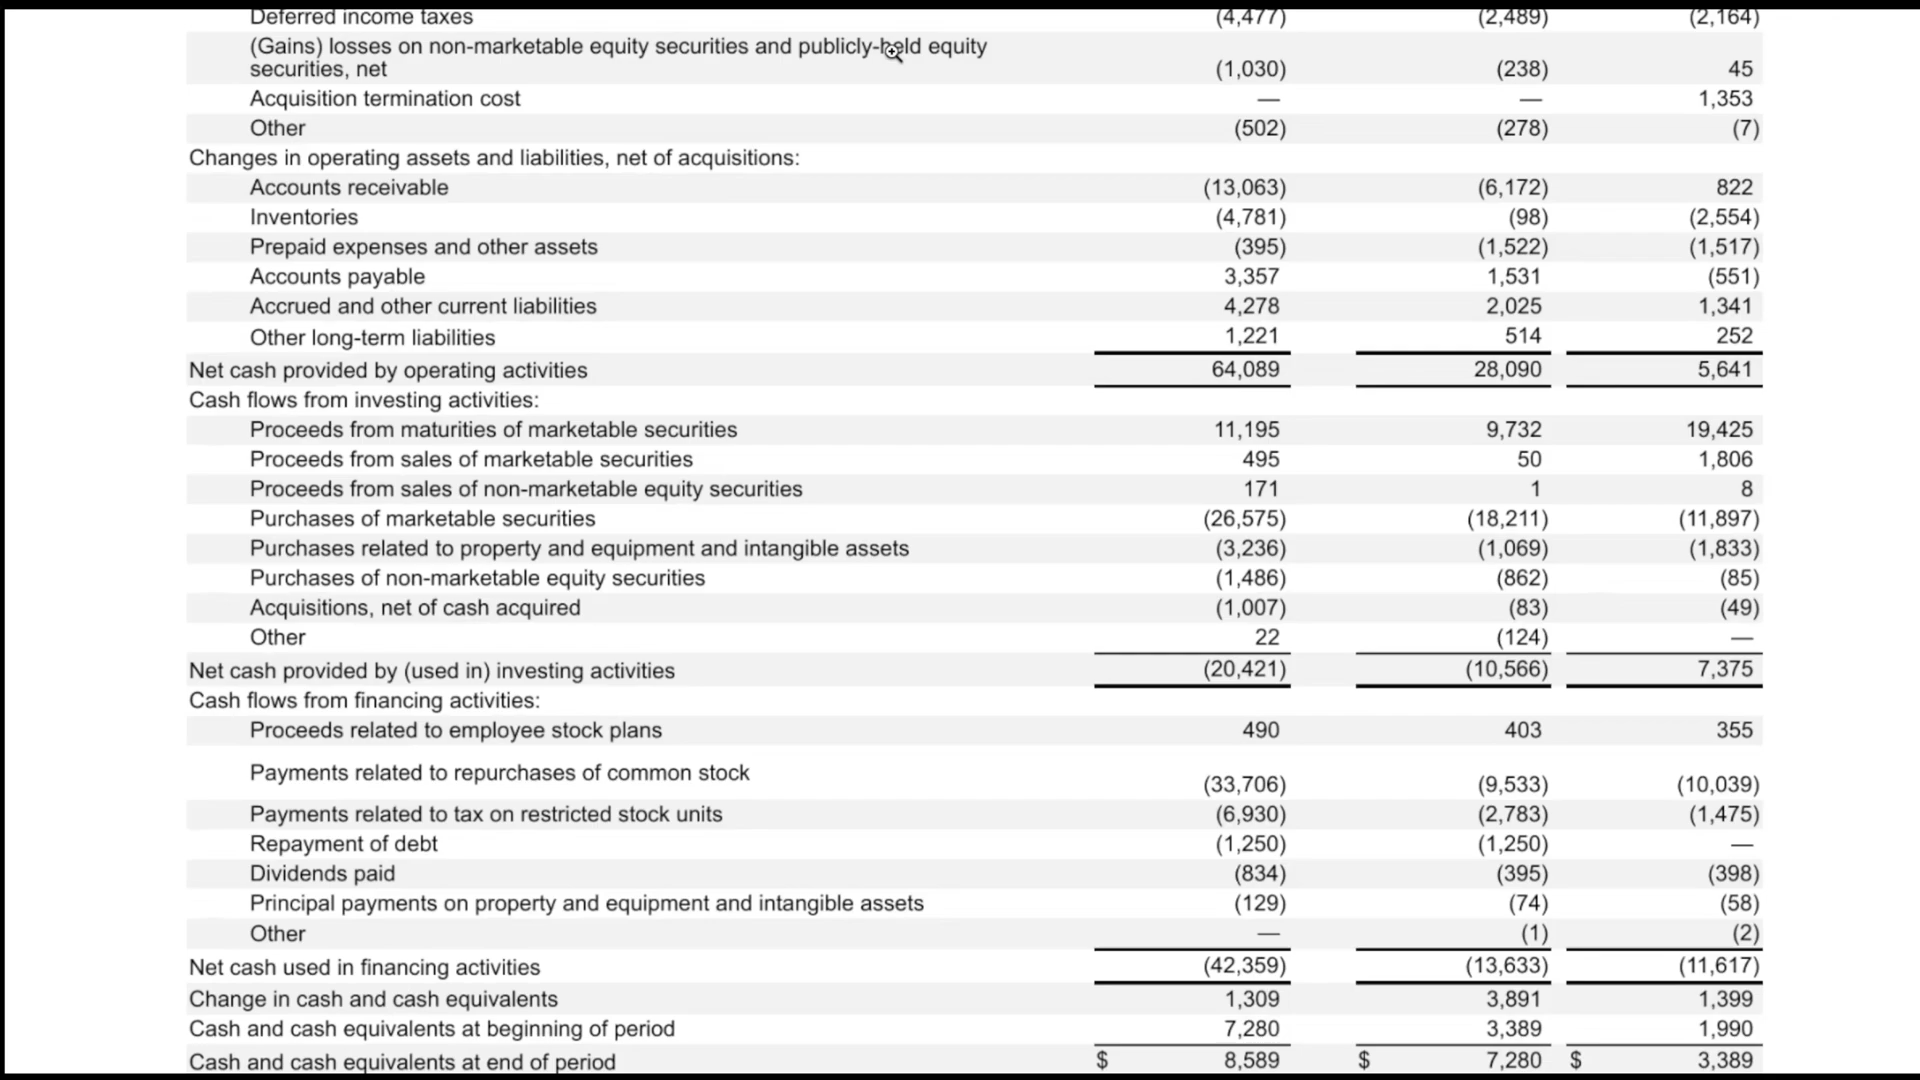 Deferred income taxes (4,477) (2,489) (2,164)
(Gains) losses on non-marketable equity securities and publicly-held equity
securities, net (1,030) (238) 45
Acquisition termination cost — — 1,353
Other (502) (278) (7)
Changes in operating assets and liabilities, net of acquisitions:
Accounts receivable (13,063) (6,172) 822
Inventories (4,781) (98) (2,554)
Prepaid expenses and other assets (395) (1,522) (1,517)
Accounts payable 3,357 1,531 (551)
Accrued and other current liabilities 4,278 2,025 1,341
Other long-term liabilities 1,221 514 252
Net cash provided by operating activities 64,089 28,090 5,641
Cash flows from investing activities:
Proceeds from maturities of marketable securities 11,195 9,732 19,425
Proceeds from sales of marketable securities 495 50 1,806
Proceeds from sales of non-marketable equity securities 171 1 8
Purchases of marketable securities (26,575) (18,211) (11,897)
Purchases related to property and equipment and intangible assets (3,236) (1,069) (1,833)
Purchases of non-marketable equity securities (1,486) (862) (85)
Acquisitions, net of cash acquired (1,007) (83) (49)
Other 22 (124) —
Net cash provided by (used in) investing activities (20,421) (10,566) 7,375
Cash flows from financing activities:
Proceeds related to employee stock plans 490 403 355
Payments related to repurchases of common stock (33,706) (9,533) (10,039)
Payments related to tax on restricted stock units (6,930) (2,783) (1,475)
Repayment of debt (1,250) (1,250) —
Dividends paid (834) (395) (398)
Principal payments on property and equipment and intangible assets (129) (74) (58)
Other — (1) (2)
Net cash used in financing activities (42,359) (13,633) (11,617)
Change in cash and cash equivalents 1,309 3,891 1,399
Cash and cash equivalents at beginning of period 7,280 3,389 1,990
Cash and cash equivalents at end of period $ 8,589 $ 7,280 $ 3,389